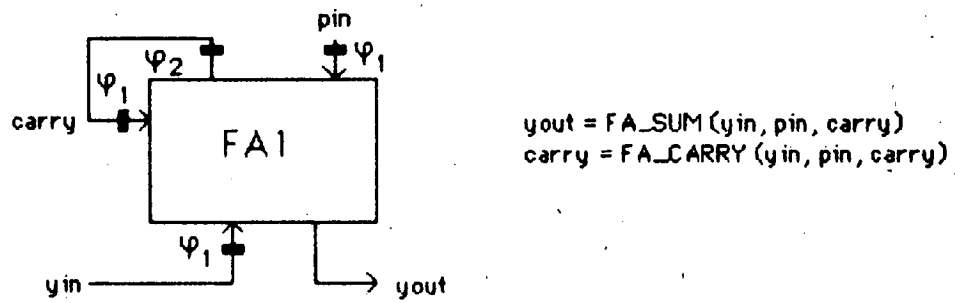 pin
φ2
φ1
φ1
carry
FA1
yout = FA_SUM (yin, pin, carry)
carry = FA_CARRY (yin, pin, carry)
φ1
yin
yout